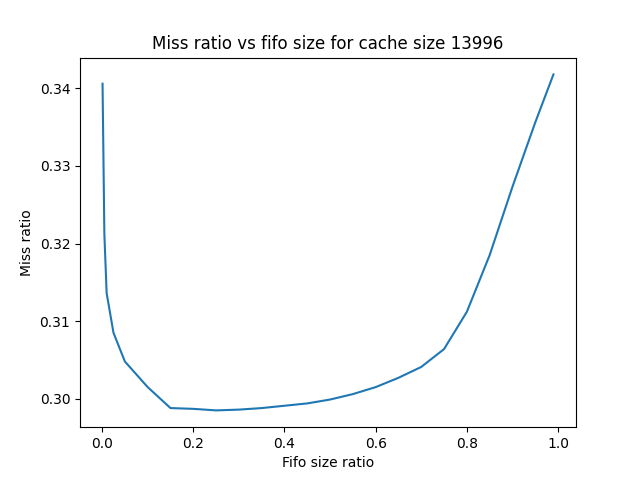 Miss ratio vs fifo size for cache size 13996
0.34
0.33
0.32
0.31
0.30
Miss ratio
0.0 0.2 0.4 0.6 0.8 1.0
Fifo size ratio